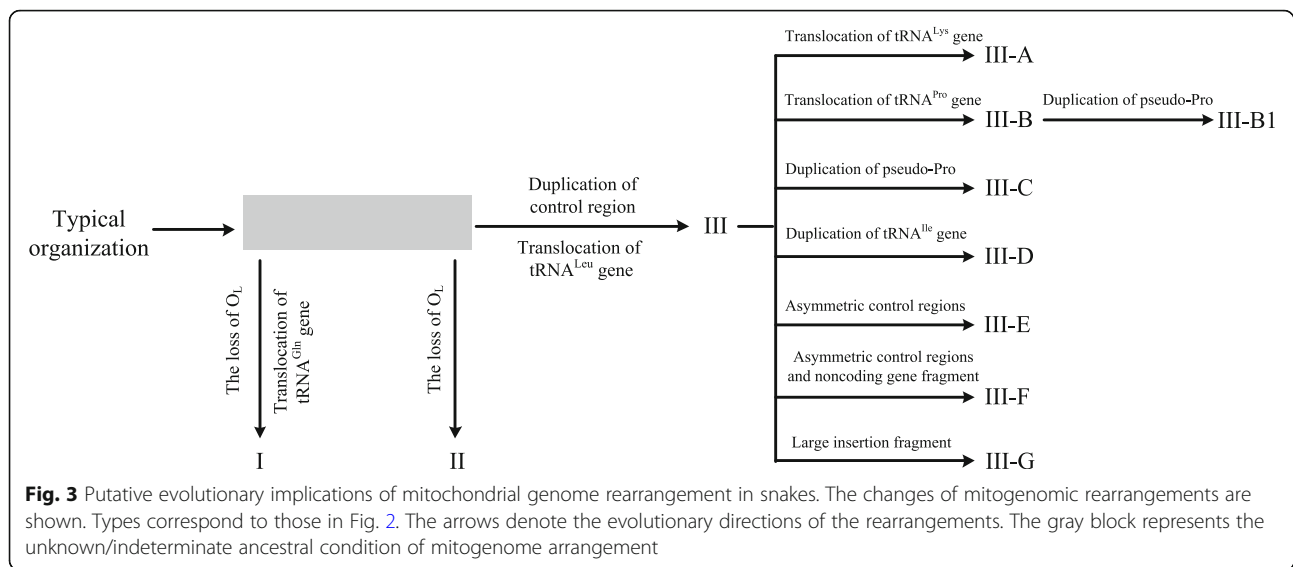 Typical
organization
The loss of OL
Translocation of
tRNAGln gene
I
The loss of OL
II
Duplication of
control region
Translocation of
tRNALeu gene
III
Translocation of tRNALys gene
III-A
Translocation of tRNAPro gene
III-B
Duplication of pseudo-Pro
III-B1
Duplication of pseudo-Pro
III-C
Duplication of tRNAIle gene
III-D
Asymmetric control regions
III-E
Asymmetric control regions
and noncoding gene fragment
III-F
Large insertion fragment
III-G
Fig. 3 Putative evolutionary implications of mitochondrial genome rearrangement in snakes. The changes of mitogenomic rearrangements are
shown. Types correspond to those in Fig. 2. The arrows denote the evolutionary directions of the rearrangements. The gray block represents the
unknown/indeterminate ancestral condition of mitogenome arrangement